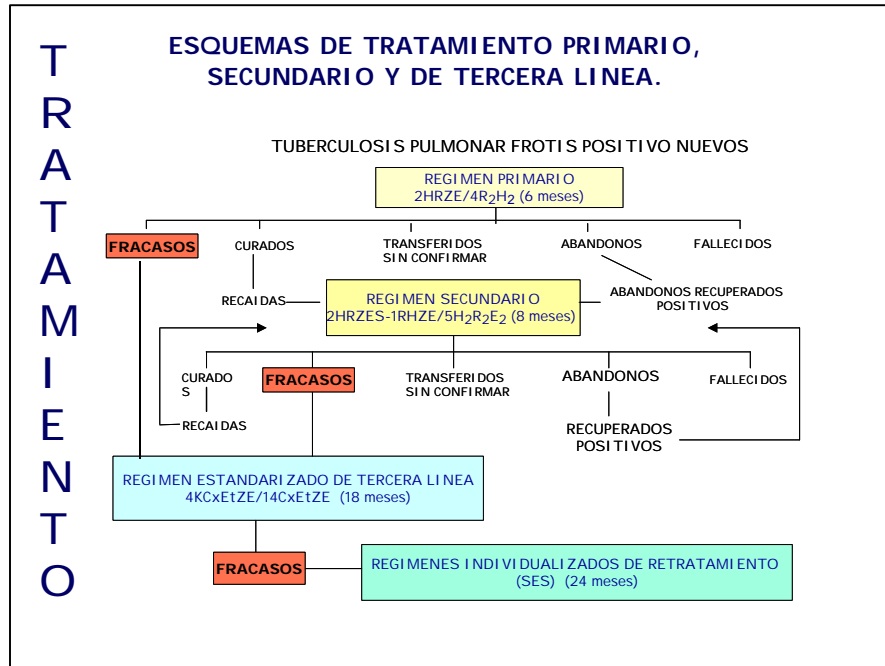 TRATAMIENTO
ESQUEMAS DE TRATAMIENTO PRIMARIO,
SECUNDARIO Y DE TERCERA LINEA.
TUBERCULOSIS PULMONAR FROTIS POSITIVO NUEVOS
REGIMEN PRIMARIO
2HRZE/4R₂H₂ (6 meses)
FRACASOS
CURADOS
TRANSFERIDOS
SIN CONFIRMAR
ABANDONOS
FALLECIDOS
RECAIDAS
REGIMEN SECUNDARIO
2HRZES-1RHZE/5H₂R₂E₂ (8 meses)
ABANDONOS RECUPERADOS
POSITIVOS
CURADO
S
FRACASOS
TRANSFERIDOS
SIN CONFIRMAR
ABANDONOS
FALLECIDOS
RECAIDAS
RECUPERADOS
POSITIVOS
REGIMEN ESTANDARIZADO DE TERCERA LINEA
4KCxEtZE/14CxEtZE (18 meses)
FRACASOS
REGIMENES INDIVIDUALIZADOS DE RETRATAMIENTO
(SES) (24 meses)